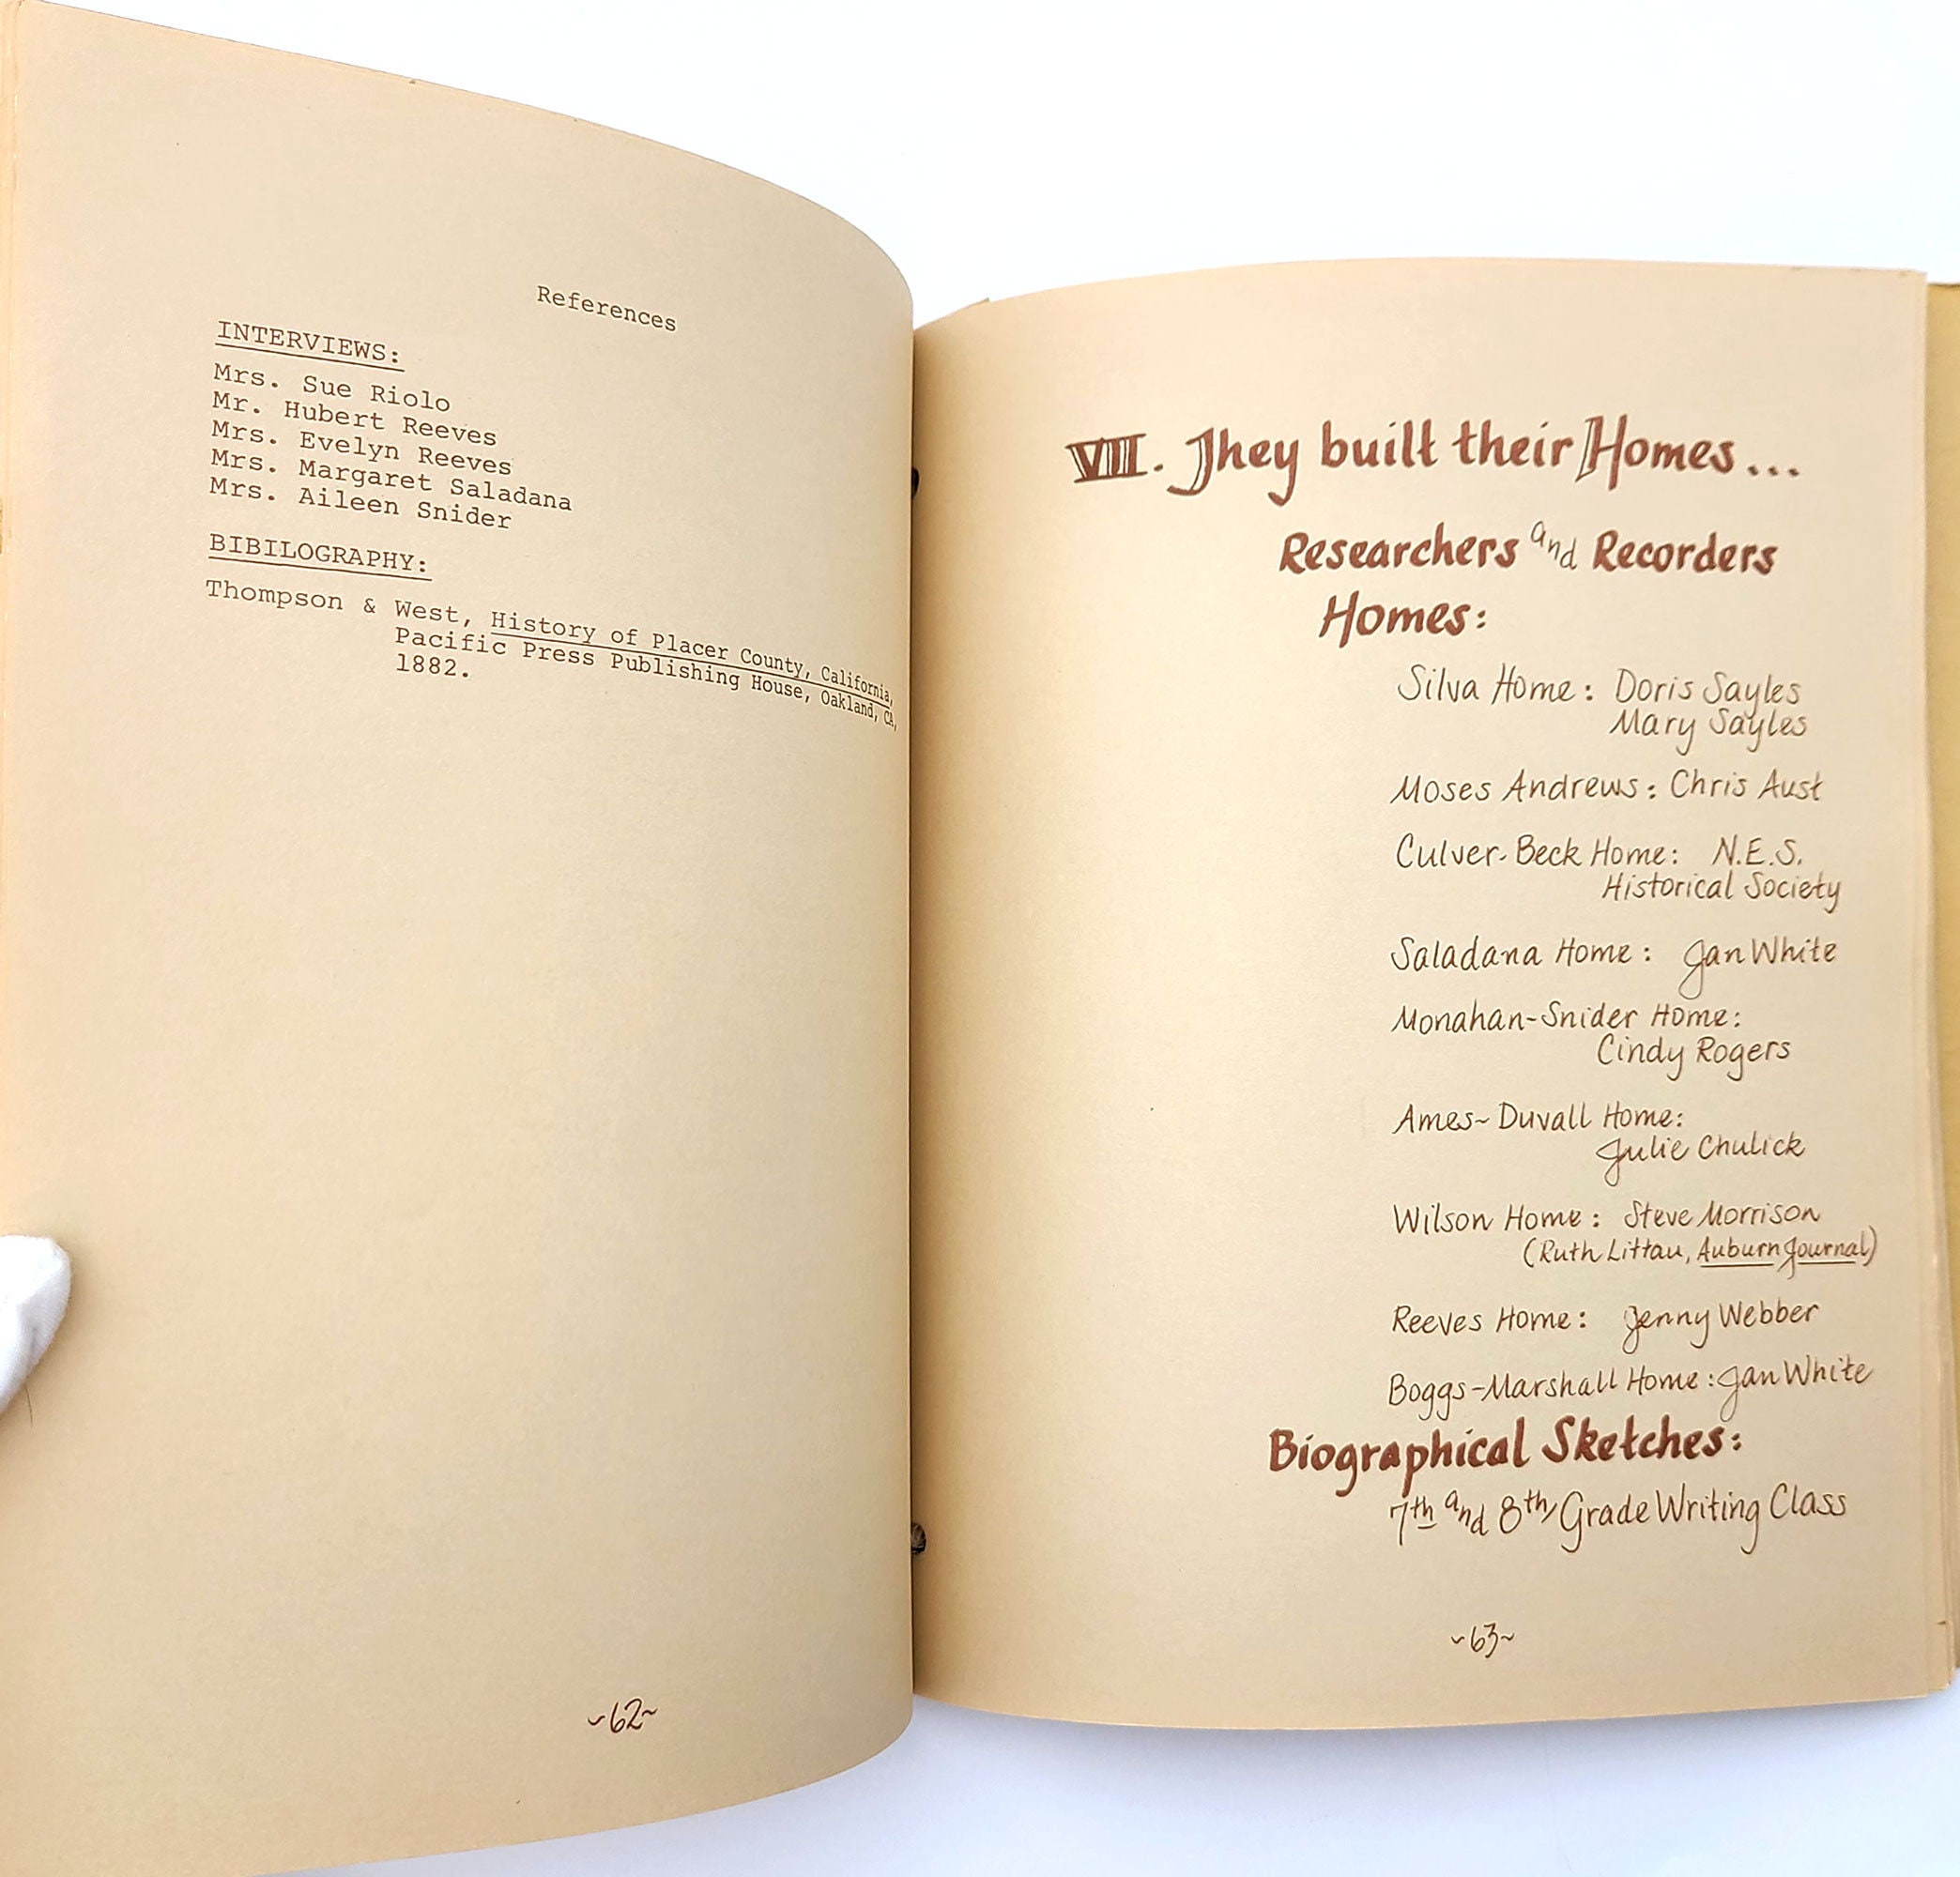 References
INTERVIEWS:
Mrs. Sue Riolo
Mr. Hubert Reeves
Mrs. Evelyn Reeves
Mrs. Margaret Saladana
Mrs. Aileen Snider
BIBILOGRAPHY:
Thompson & West, History of Placer County, California,
Pacific Press Publishing House, Oakland, CA,
1882.
~62~
VII. They built their Homes...
Researchers and Recorders
Homes:
Silva Home: Doris Sayles
Mary Sayles
Moses Andrews: Chris Aust
Culver-Beck Home: N.E.S.
Historical Society
Saladana Home: Jan White
Monahan-Snider Home:
Cindy Rogers
Ames~Duvall Home:
Julie Chulick
Wilson Home: Steve Morrison
(Ruth Littau, Auburn Journal)
Reeves Home: Jenny Webber
Boggs-Marshall Home: Jan White
Biographical Sketches:
7th and 8th Grade Writing Class
~63~